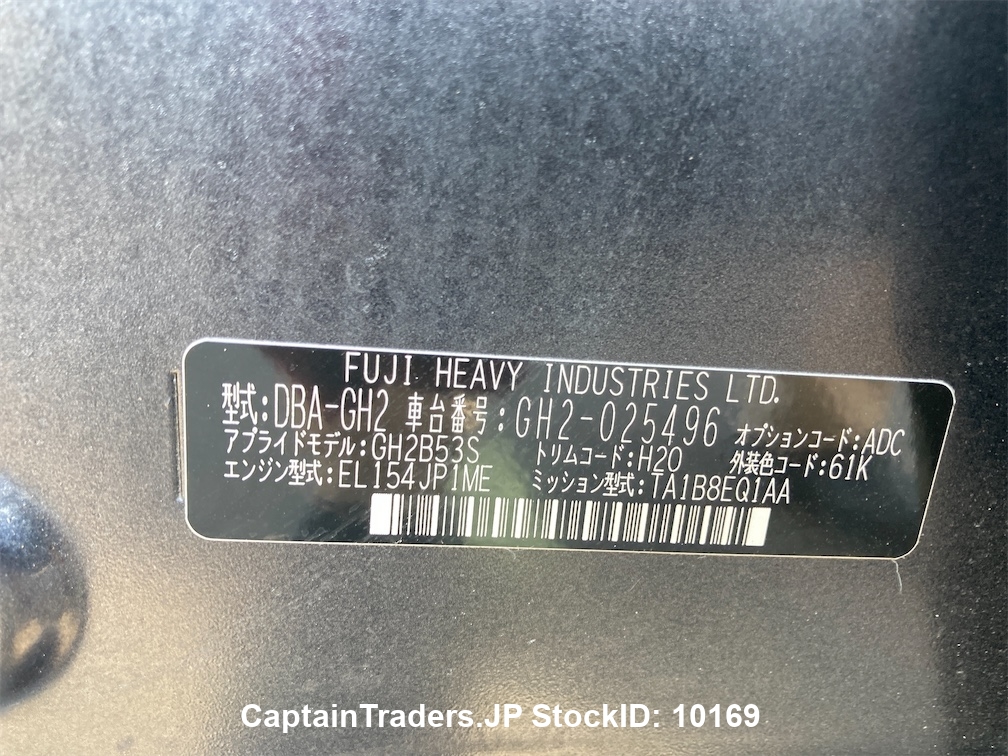 FUJI HEAVY INDUSTRIES LTD.
型式:DBA-GH2 車台番号:GH2-025496 オプションコード:ADC
アプライドモデル:GH2B53S トリムコード:H20 外装色コード:61K
エンジン型式:EL154JP1ME ミッション型式:TA1B8EQ1AA
CaptainTraders.JP StockID: 10169